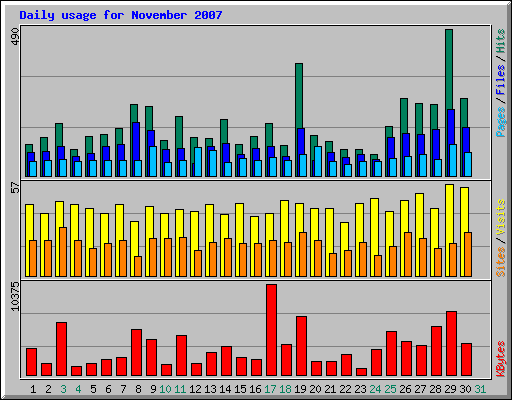 Daily usage for November 2007
490
Pages / Files / Hits
57
Sites / Visits
10375
KBytes
1 2 3 4 5 6 7 8 9 10 11 12 13 14 15 16 17 18 19 20 21 22 23 24 25 26 27 28 29 30 31